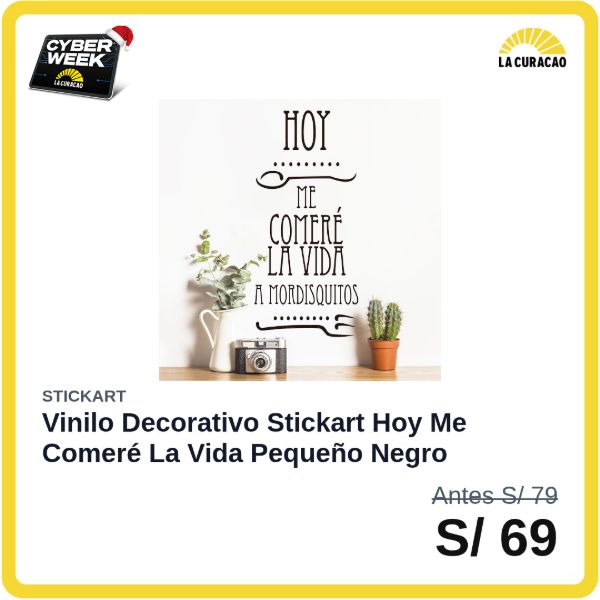 CYBER
WEEK
LA CURACAO
LA CURACAO
HOY
ME
COMERÉ
LA VIDA
A MORDISQUITOS
STICKART
Vinilo Decorativo Stickart Hoy Me
Comeré La Vida Pequeño Negro
Antes S/ 79
S/ 69